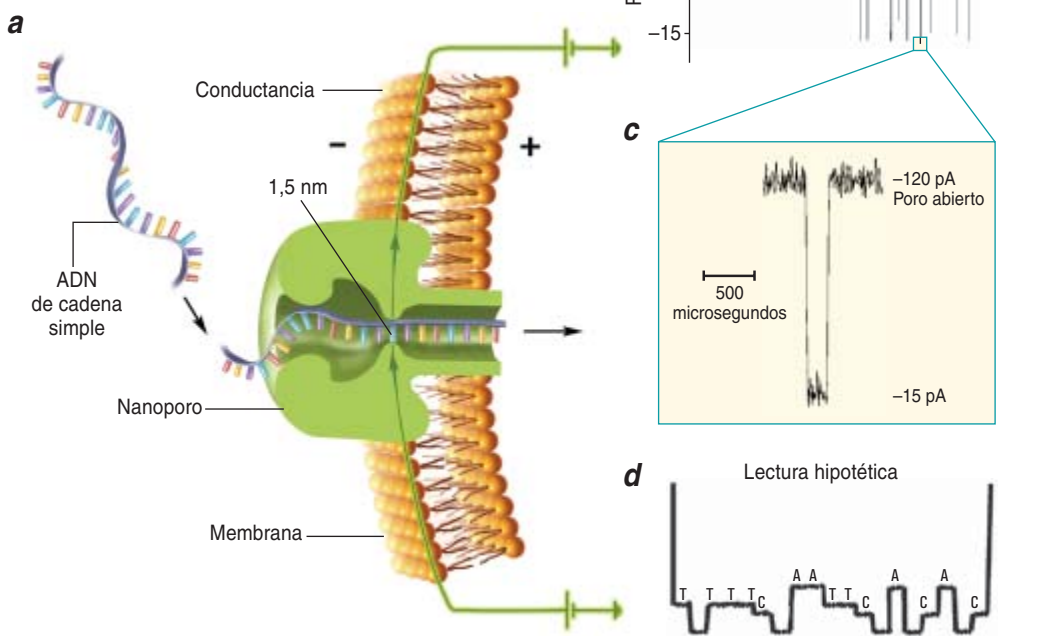 a
Conductancia
-
+
1,5 nm
ADN
de cadena
simple
Nanoporo
Membrana
–15
c
–120 pA
Poro abierto
500
microsegundos
–15 pA
d
Lectura hipotética
T T T T C A A T T C A C A C